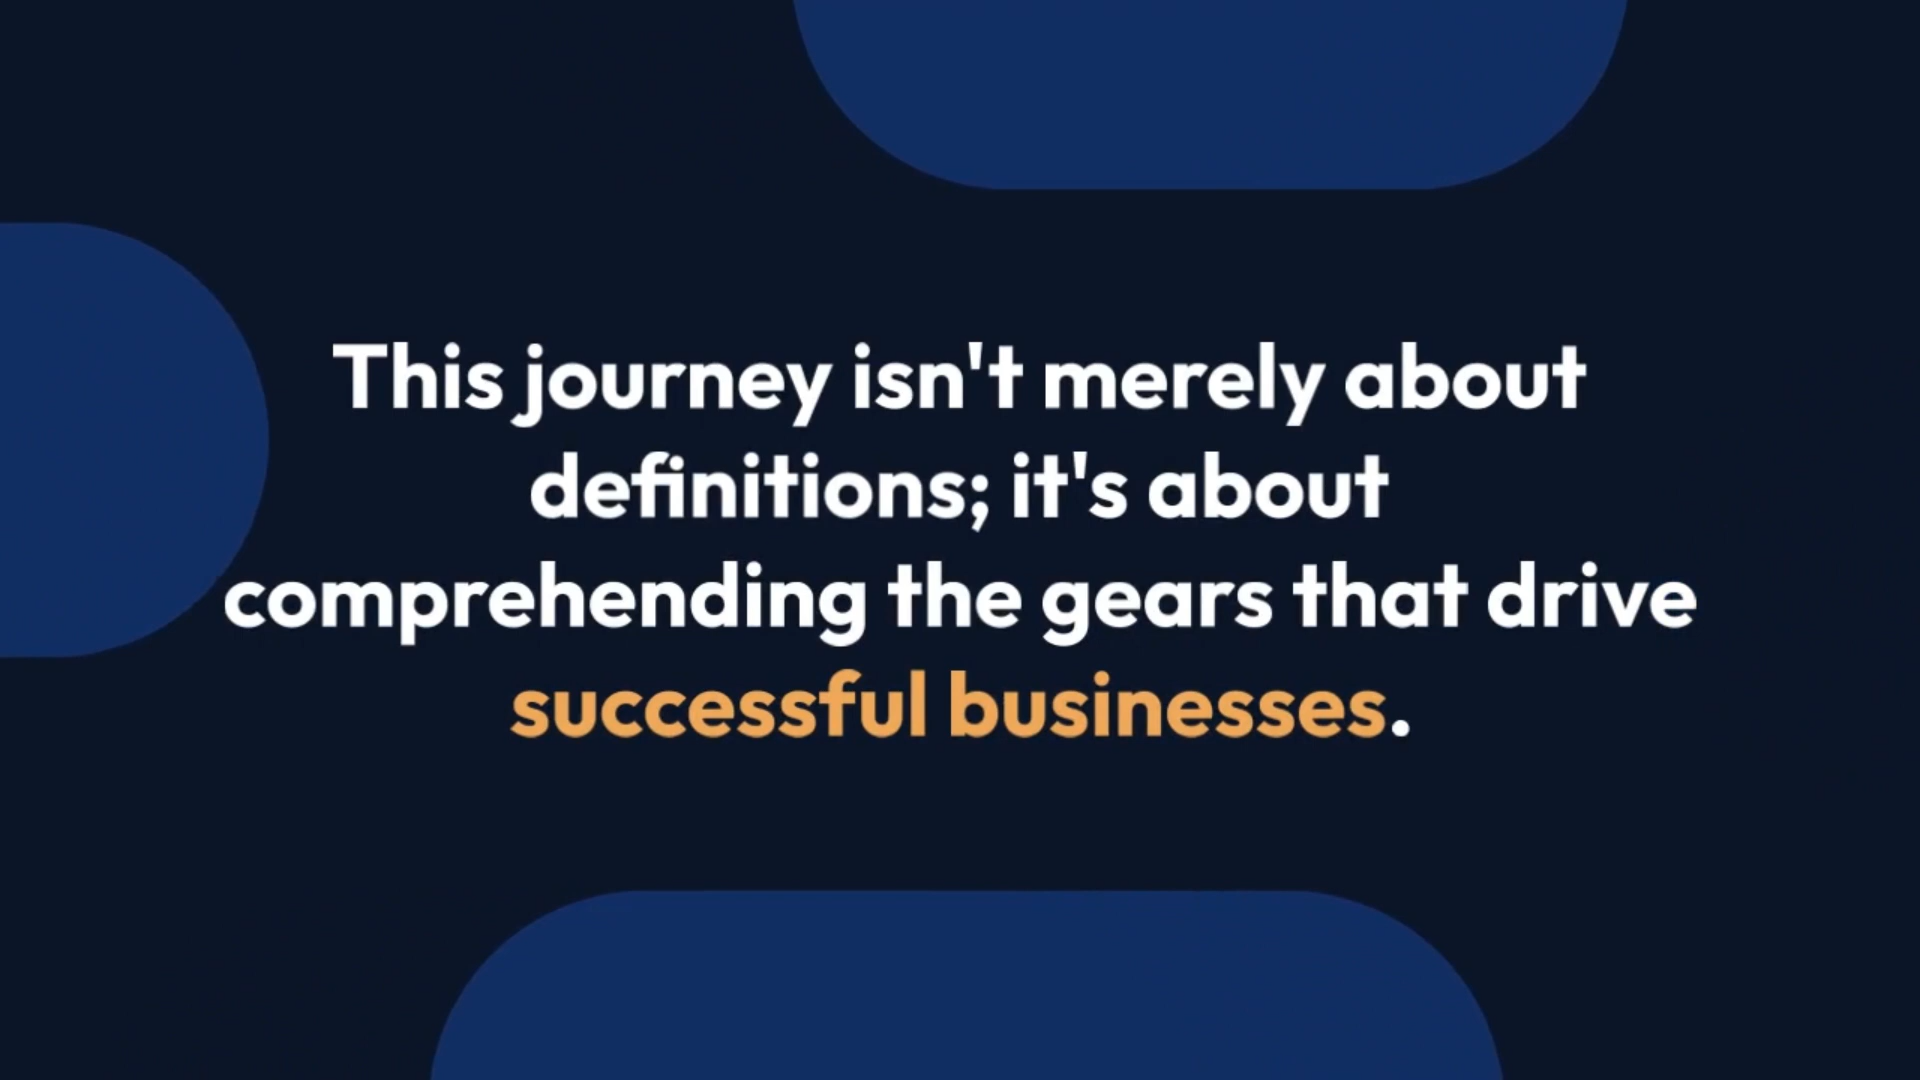 This journey isn't merely about
definitions; it's about
comprehending the gears that drive
successful businesses.